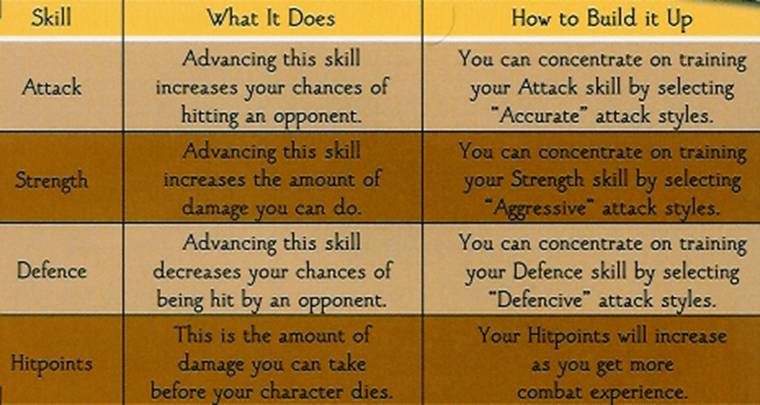 Skill What It Does How to Build it Up
Attack
Advancing this skill
increases your chances of
hitting an opponent.
You can concentrate on training
your Attack skill by selecting
"Accurate" attack styles.
Strength
Advancing this skill
increases the amount of
damage you can do.
You can concentrate on training
your Strength skill by selecting
"Aggressive" attack styles.
Defence
Advancing this skill
decreases your chances of
being hit by an opponent.
You can concentrate on training
your Defence skill by selecting
"Defencive" attack styles.
Hitpoints
This is the amount of
damage you can take
before your character dies.
Your Hitpoints will increase
as you get more
combat experience.